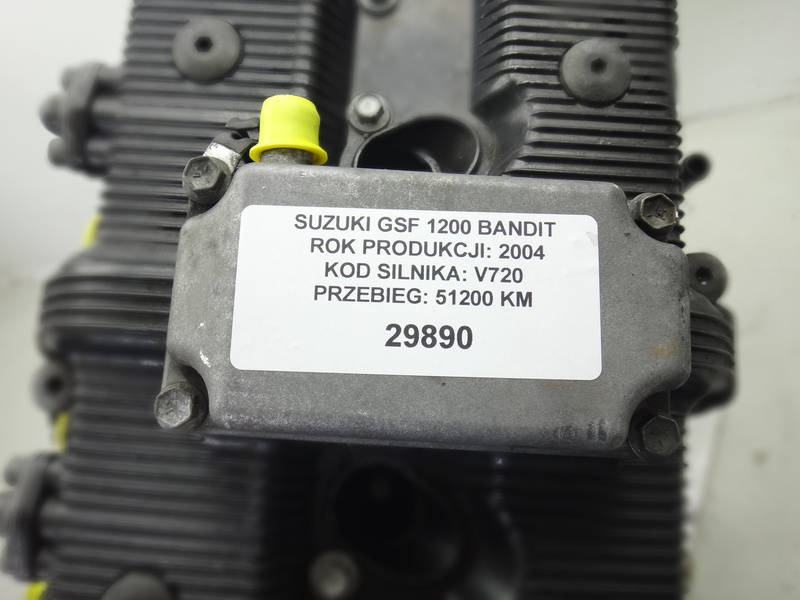 SUZUKI GSF 1200 BANDIT
ROK PRODUKCJI: 2004
KOD SILNIKA: V720
PRZEBIEG: 51200 KM
29890